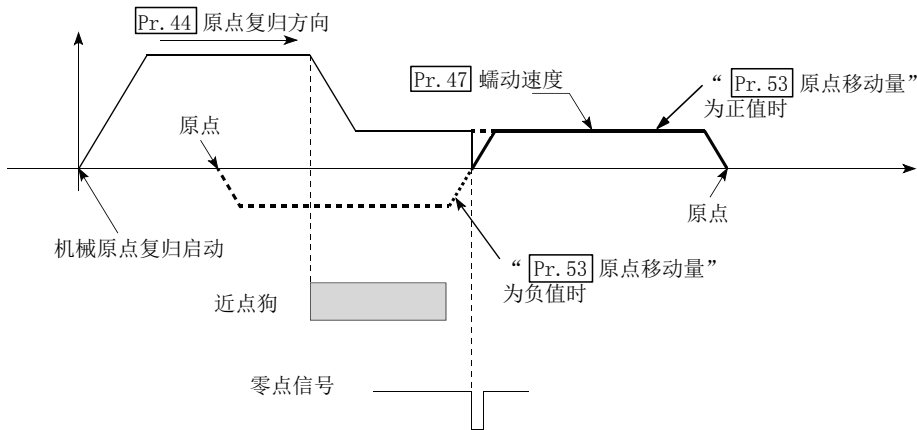 Pr.44 原点复归方向
Pr.47 蠕动速度
“ Pr.53 原点移动量”
为正值时
原点
原点
机械原点复归启动
“ Pr.53 原点移动量”
为负值时
近点狗
零点信号